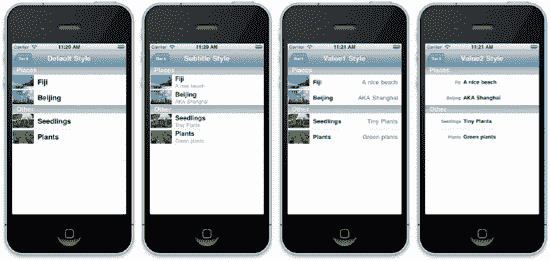 Carrier 11:20 AM
Back Default Style
Places
Fiji
Beijing
Other
Seedlings
Plants
Carrier 11:20 AM
Back Subtitle Style
Places
Fiji
A nice beach
Beijing
AKA Shanghai
Other
Seedlings
Tiny Plants
Plants
Green plants
Carrier 11:21 AM
Back Value1 Style
Places
Fiji A nice beach
Beijing AKA Shanghai
Other
Seedlings Tiny Plants
Plants Green plants
Carrier 11:21 AM
Back Value2 Style
Places
Fiji A nice beach
Beijing AKA Shanghai
Other
Seedlings Tiny Plants
Plants Green plants